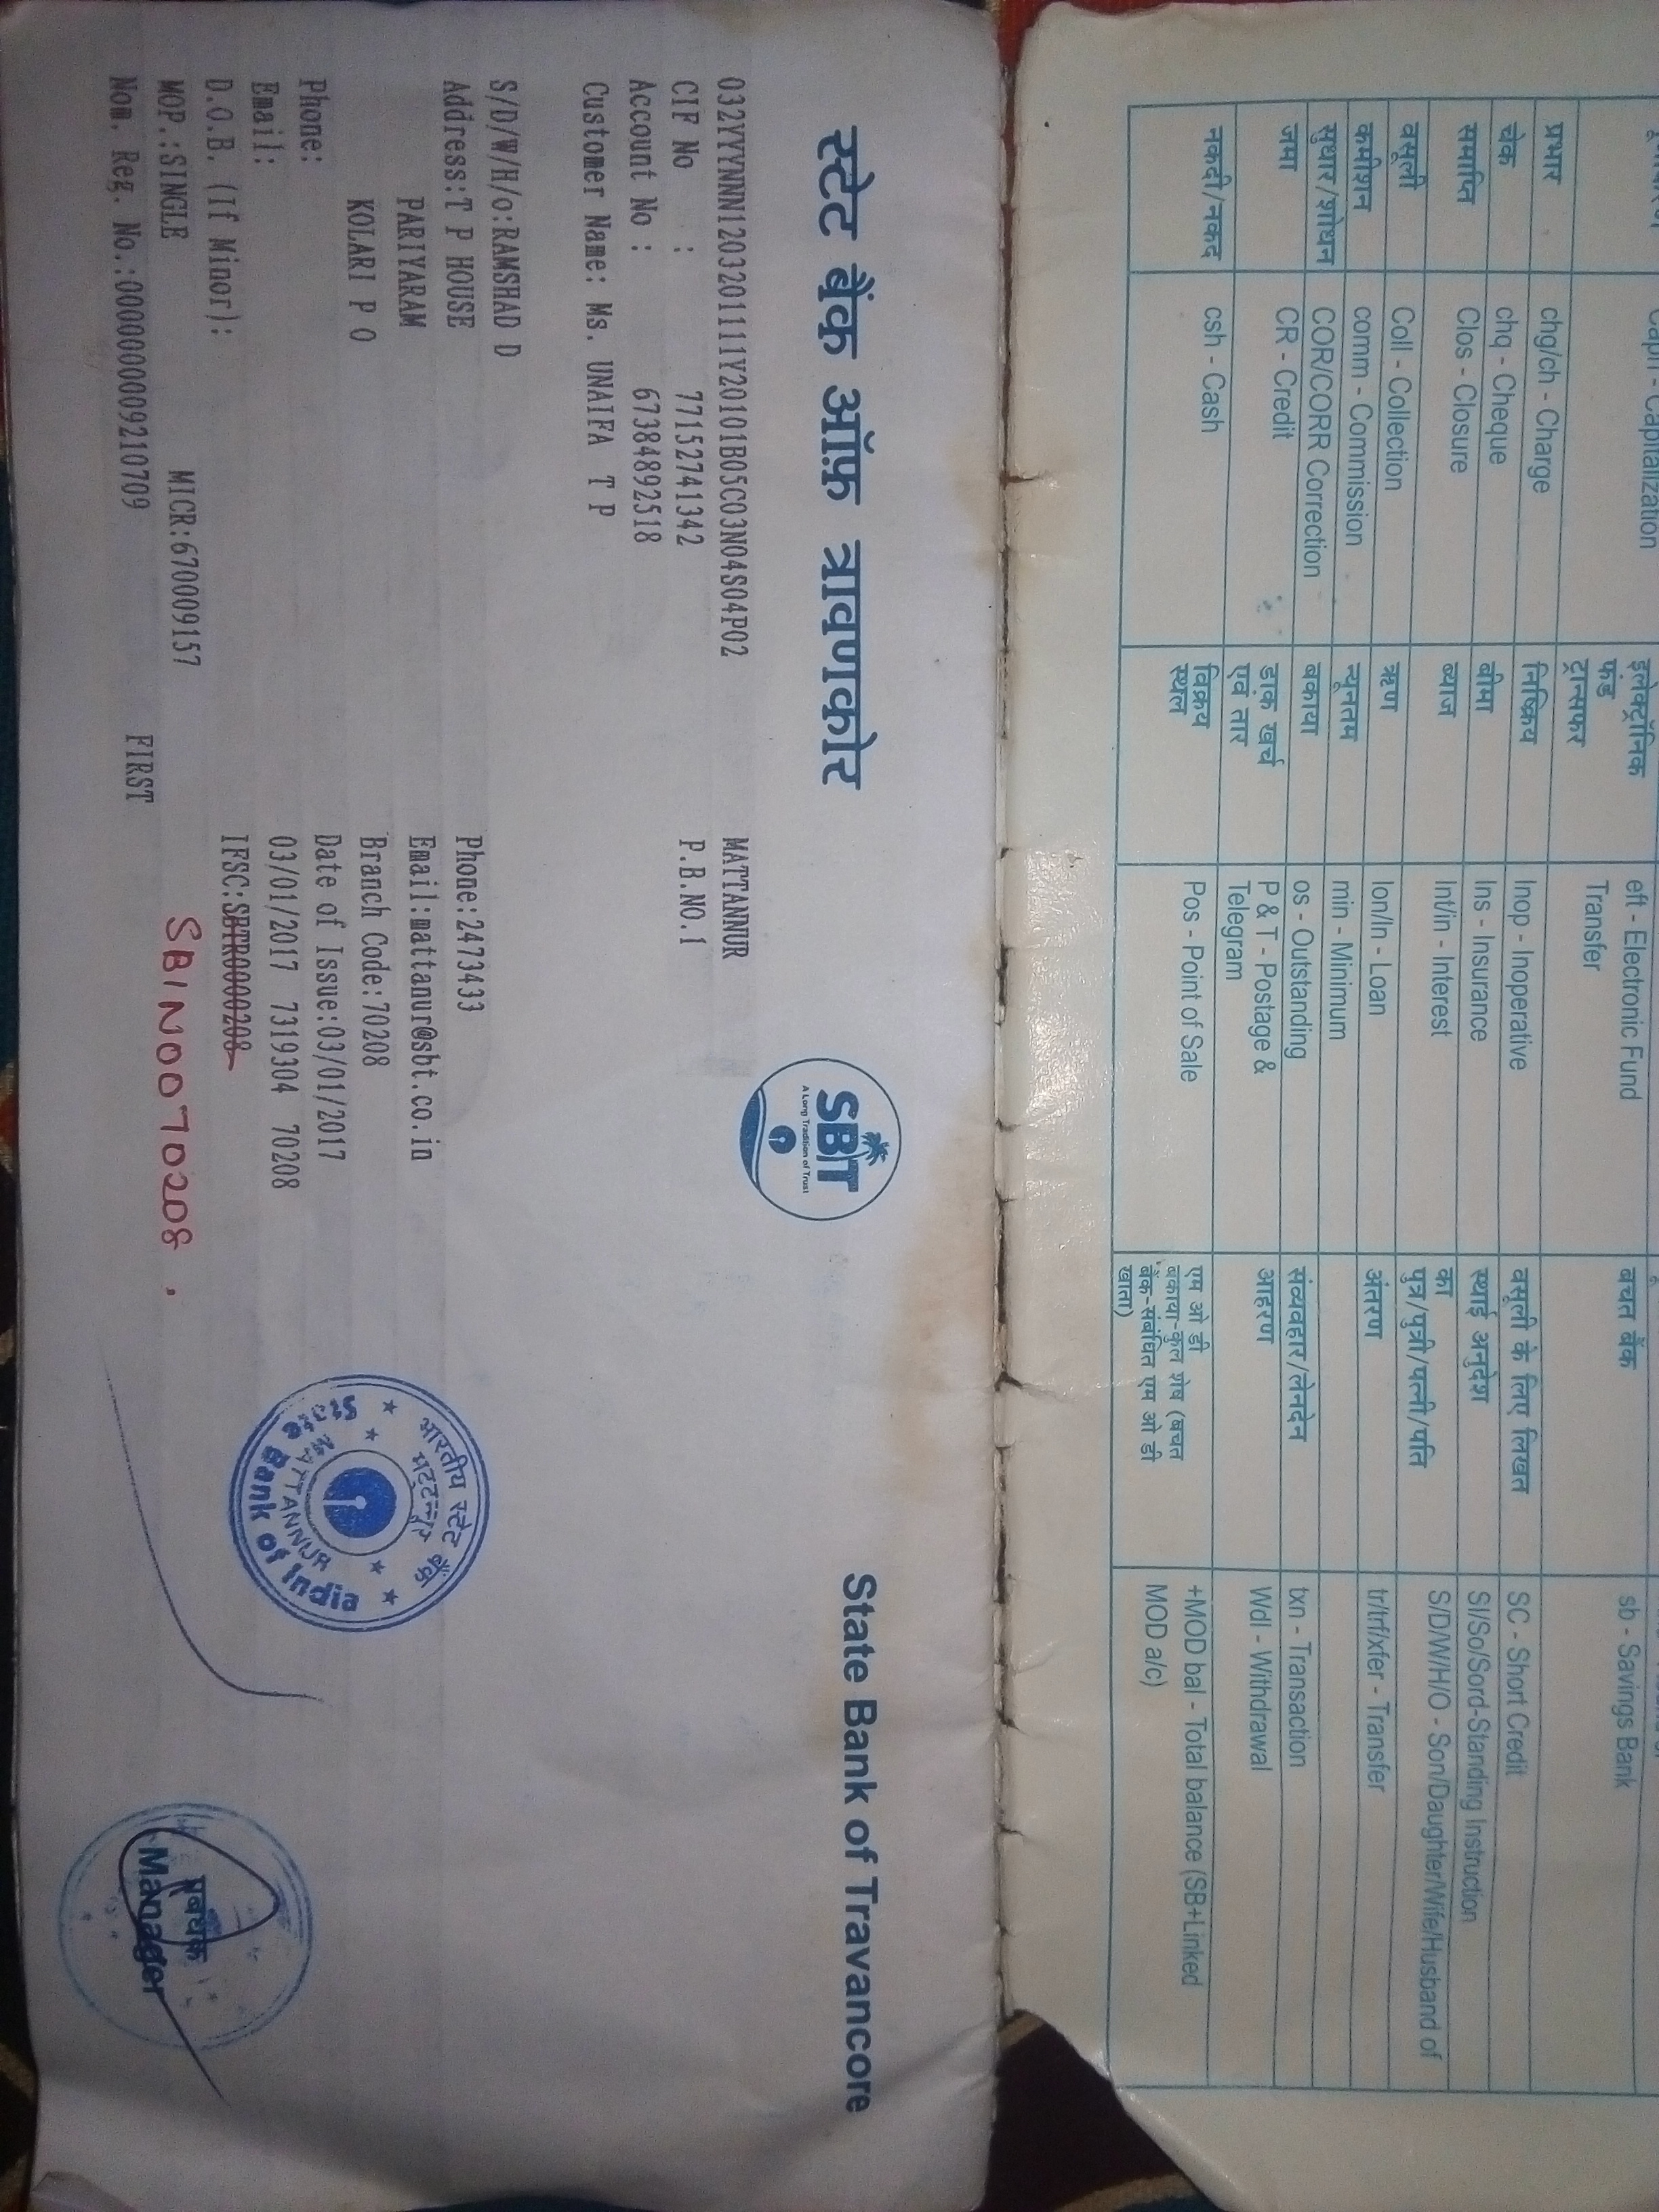 प्रभार
chg/ch - Charge
चेक
chq - Cheque
समाप्ति
Clos - Closure
वसूली
Coll - Collection
कमीशन
comm - Commission
सुधार/शोधन
COR/CORR Correction
जमा
CR - Credit
नकदी/नकद
csh - Cash
Capitalization
इलेक्ट्रॉनिक
फंड
ट्रान्सफर
eft - Electronic Fund
Transfer
निष्क्रिय
Inop - Inoperative
बीमा
Ins - Insurance
ब्याज
Int/in - Interest
ऋण
lon/ln - Loan
न्यूनतम
min - Minimum
बकाया
os - Outstanding
डाक खर्च
एवं तार
P & T - Postage &
Telegram
विक्रय
स्थल
Pos - Point of Sale
बचत बैंक
sb - Savings Bank
वसूली के लिए लिखत
SC - Short Credit
स्थाई अनुदेश
SI/So/Sord-Standing Instruction
का
पुत्र/पुत्री/पत्नी/पति
S/D/W/H/O - Son/Daughter/Wife/Husband of
अंतरण
tr/trf/xfer - Transfer
संव्यवहार/लेनदेन
txn - Transaction
आहरण
Wdl - Withdrawal
एम ओ डी
बकाया-कुल शेष (बचत
बैंक-संबंधित एम ओ डी
खाता)
+MOD bal - Total balance (SB+Linked
MOD a/c)
स्टेट बैंक ऑफ़ त्रावणकोर
SBT
A Long Tradition of Trust
State Bank of Travancore
032YYYNNN120320111Y20101B05C03N04S04P02 MATTANNUR
CIF No : 77152741342 P.B.NO.1
Account No : 67384892518
Customer Name: Ms. UNAIFA T P
S/D/W/H/o:RAMSHAD D Phone:2473433
Address:T P HOUSE Email:mattanur@sbt.co.in
PARIYARAM Branch Code:70208
KOLARI P O Date of Issue:03/01/2017
Phone: 03/01/2017 7319304 70208
Email: IFSC:SBTR0000208
D.O.B. (If Minor):
MOP.:SINGLE MICR:670009157 SBIN0070208.
Nom. Reg. No.:0000000009210709 FIRST
भारतीय स्टेट बैंक
मट्टन्नूर
MATTANNUR
State Bank of India
प्रबंधक
Manager